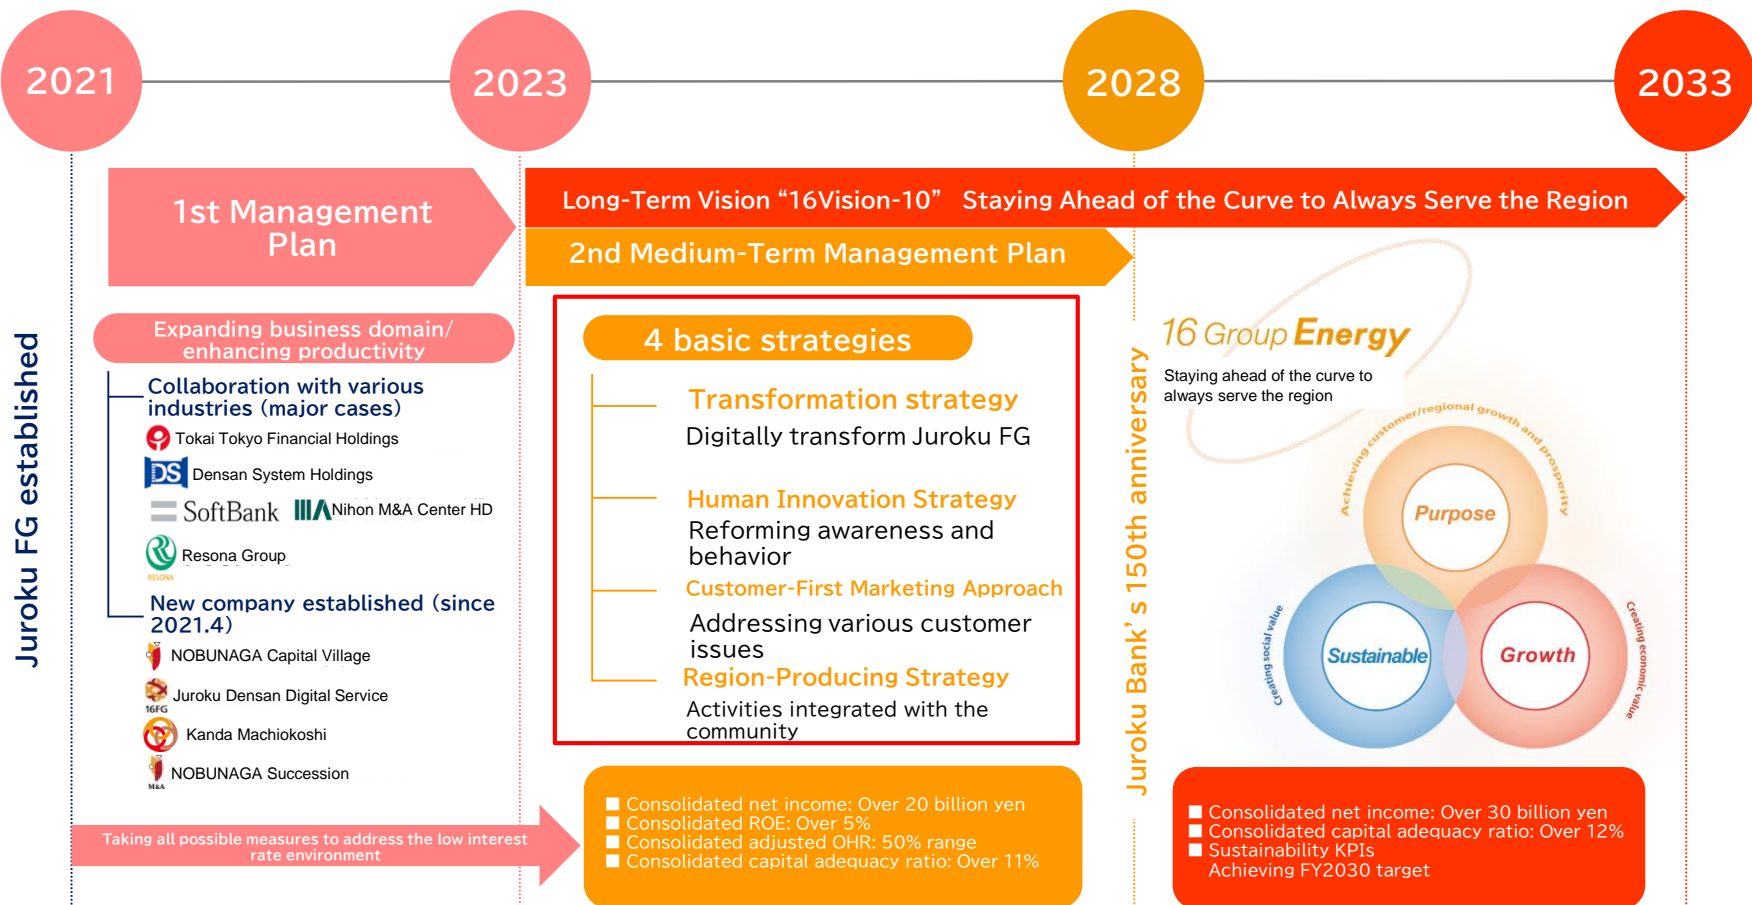 2021
2023
2028
2033
Juroku FG established
1st Management
Plan
Long-Term Vision “16Vision-10” Staying Ahead of the Curve to Always Serve the Region
2nd Medium-Term Management Plan
Expanding business domain/
enhancing productivity
Collaboration with various
industries (major cases)
Tokai Tokyo Financial Holdings
DS Densan System Holdings
SoftBank Nihon M&A Center HD
Resona Group
RESONA
New company established (since
2021.4)
NOBUNAGA Capital Village
Juroku Densan Digital Service
16FG
Kanda Machiokoshi
NOBUNAGA Succession
M&A
Taking all possible measures to address the low interest
rate environment
4 basic strategies
Transformation strategy
Digitally transform Juroku FG
Human Innovation Strategy
Reforming awareness and
behavior
Customer-First Marketing Approach
Addressing various customer
issues
Region-Producing Strategy
Activities integrated with the
community
■ Consolidated net income: Over 20 billion yen
■ Consolidated ROE: Over 5%
■ Consolidated adjusted OHR: 50% range
■ Consolidated capital adequacy ratio: Over 11%
Juroku Bank’s 150th anniversary
16 Group Energy
Staying ahead of the curve to
always serve the region
Achieving customer/regional growth and prosperity
Purpose
Creating social value
Sustainable
Growth
Creating economic value
■ Consolidated net income: Over 30 billion yen
■ Consolidated capital adequacy ratio: Over 12%
■ Sustainability KPIs
Achieving FY2030 target